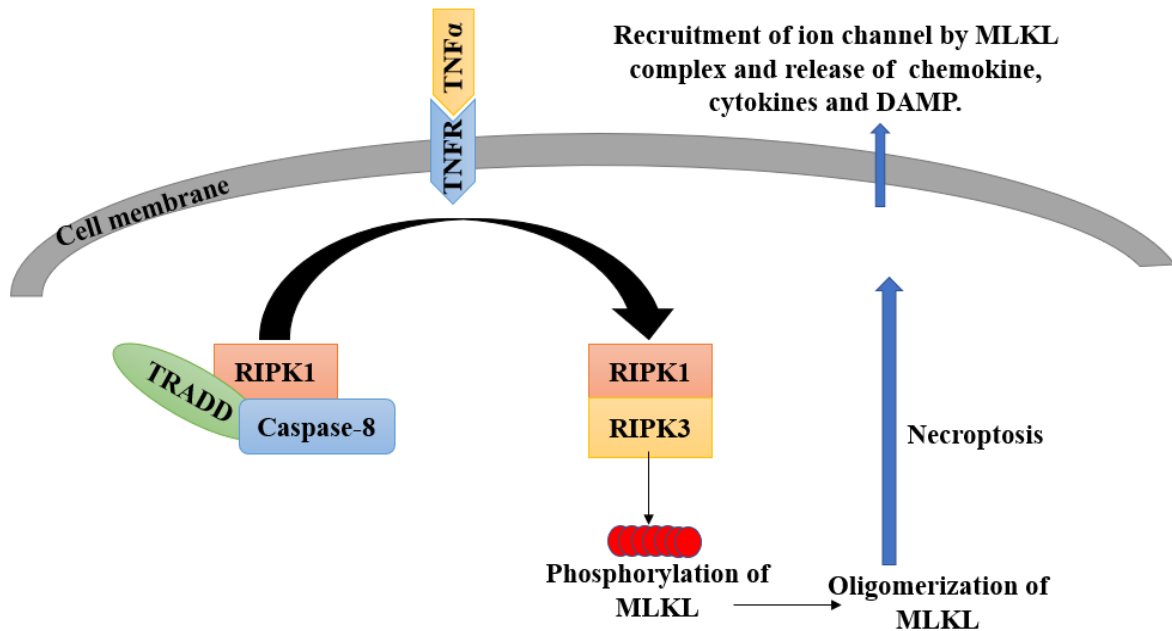 TNFα
TNFR
Recruitment of ion channel by MLKL
complex and release of chemokine,
cytokines and DAMP.
Cell membrane
TRADD
RIPK1
Caspase-8
RIPK1
RIPK3
Necroptosis
Phosphorylation of
MLKL
Oligomerization of
MLKL